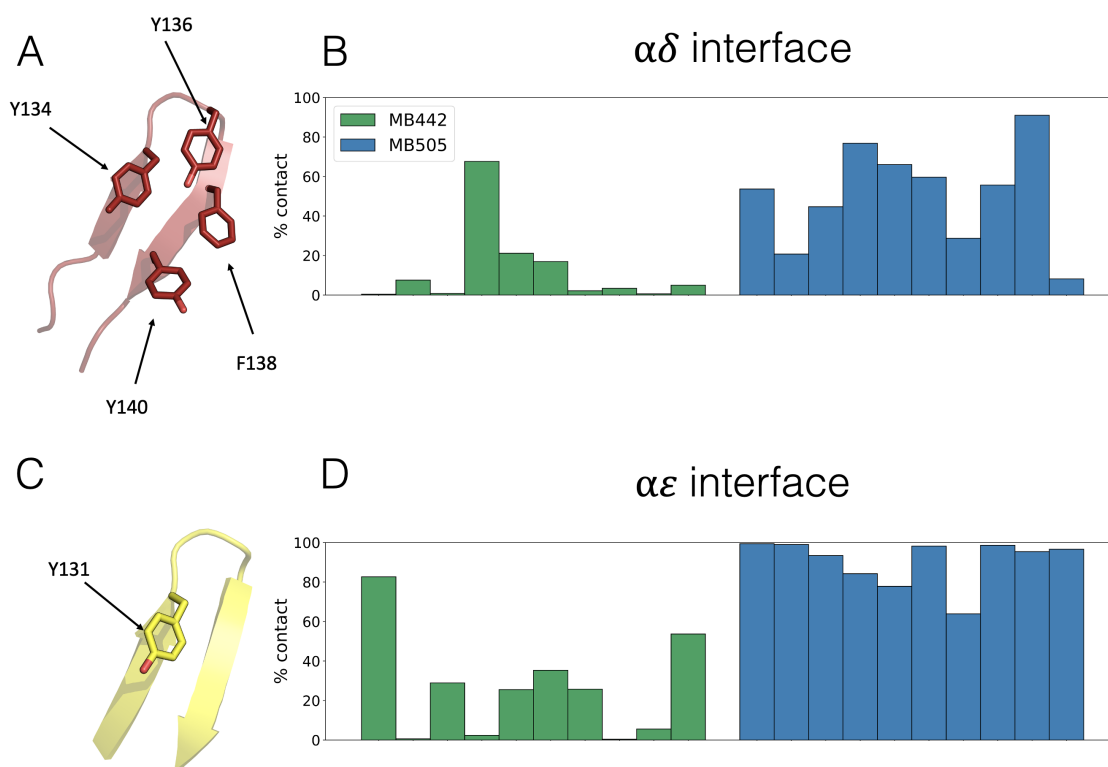 A
Y136
Y134
F138
Y140
B
αδ interface
100
80
60
40
20
0
% contact
MB442
MB505
C
Y131
D
αε interface
100
80
60
40
20
0
% contact